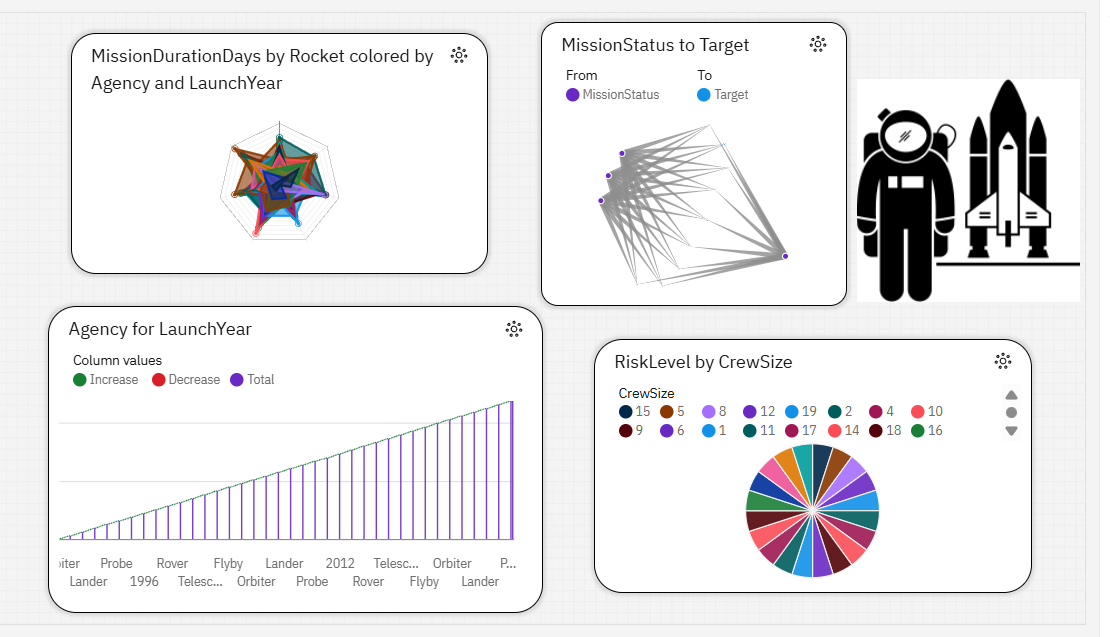 MissionDurationDays by Rocket colored by
Agency and LaunchYear
MissionStatus to Target
From To
MissionStatus Target
Agency for LaunchYear
Column values
Increase Decrease Total
oiter Probe Rover Flyby Lander 2012 Telesc... Orbiter P...
Lander 1996 Telesc... Orbiter Probe Rover Flyby Lander
RiskLevel by CrewSize
CrewSize
15 5 8 12 19 2 4 10
9 6 1 11 17 14 18 16